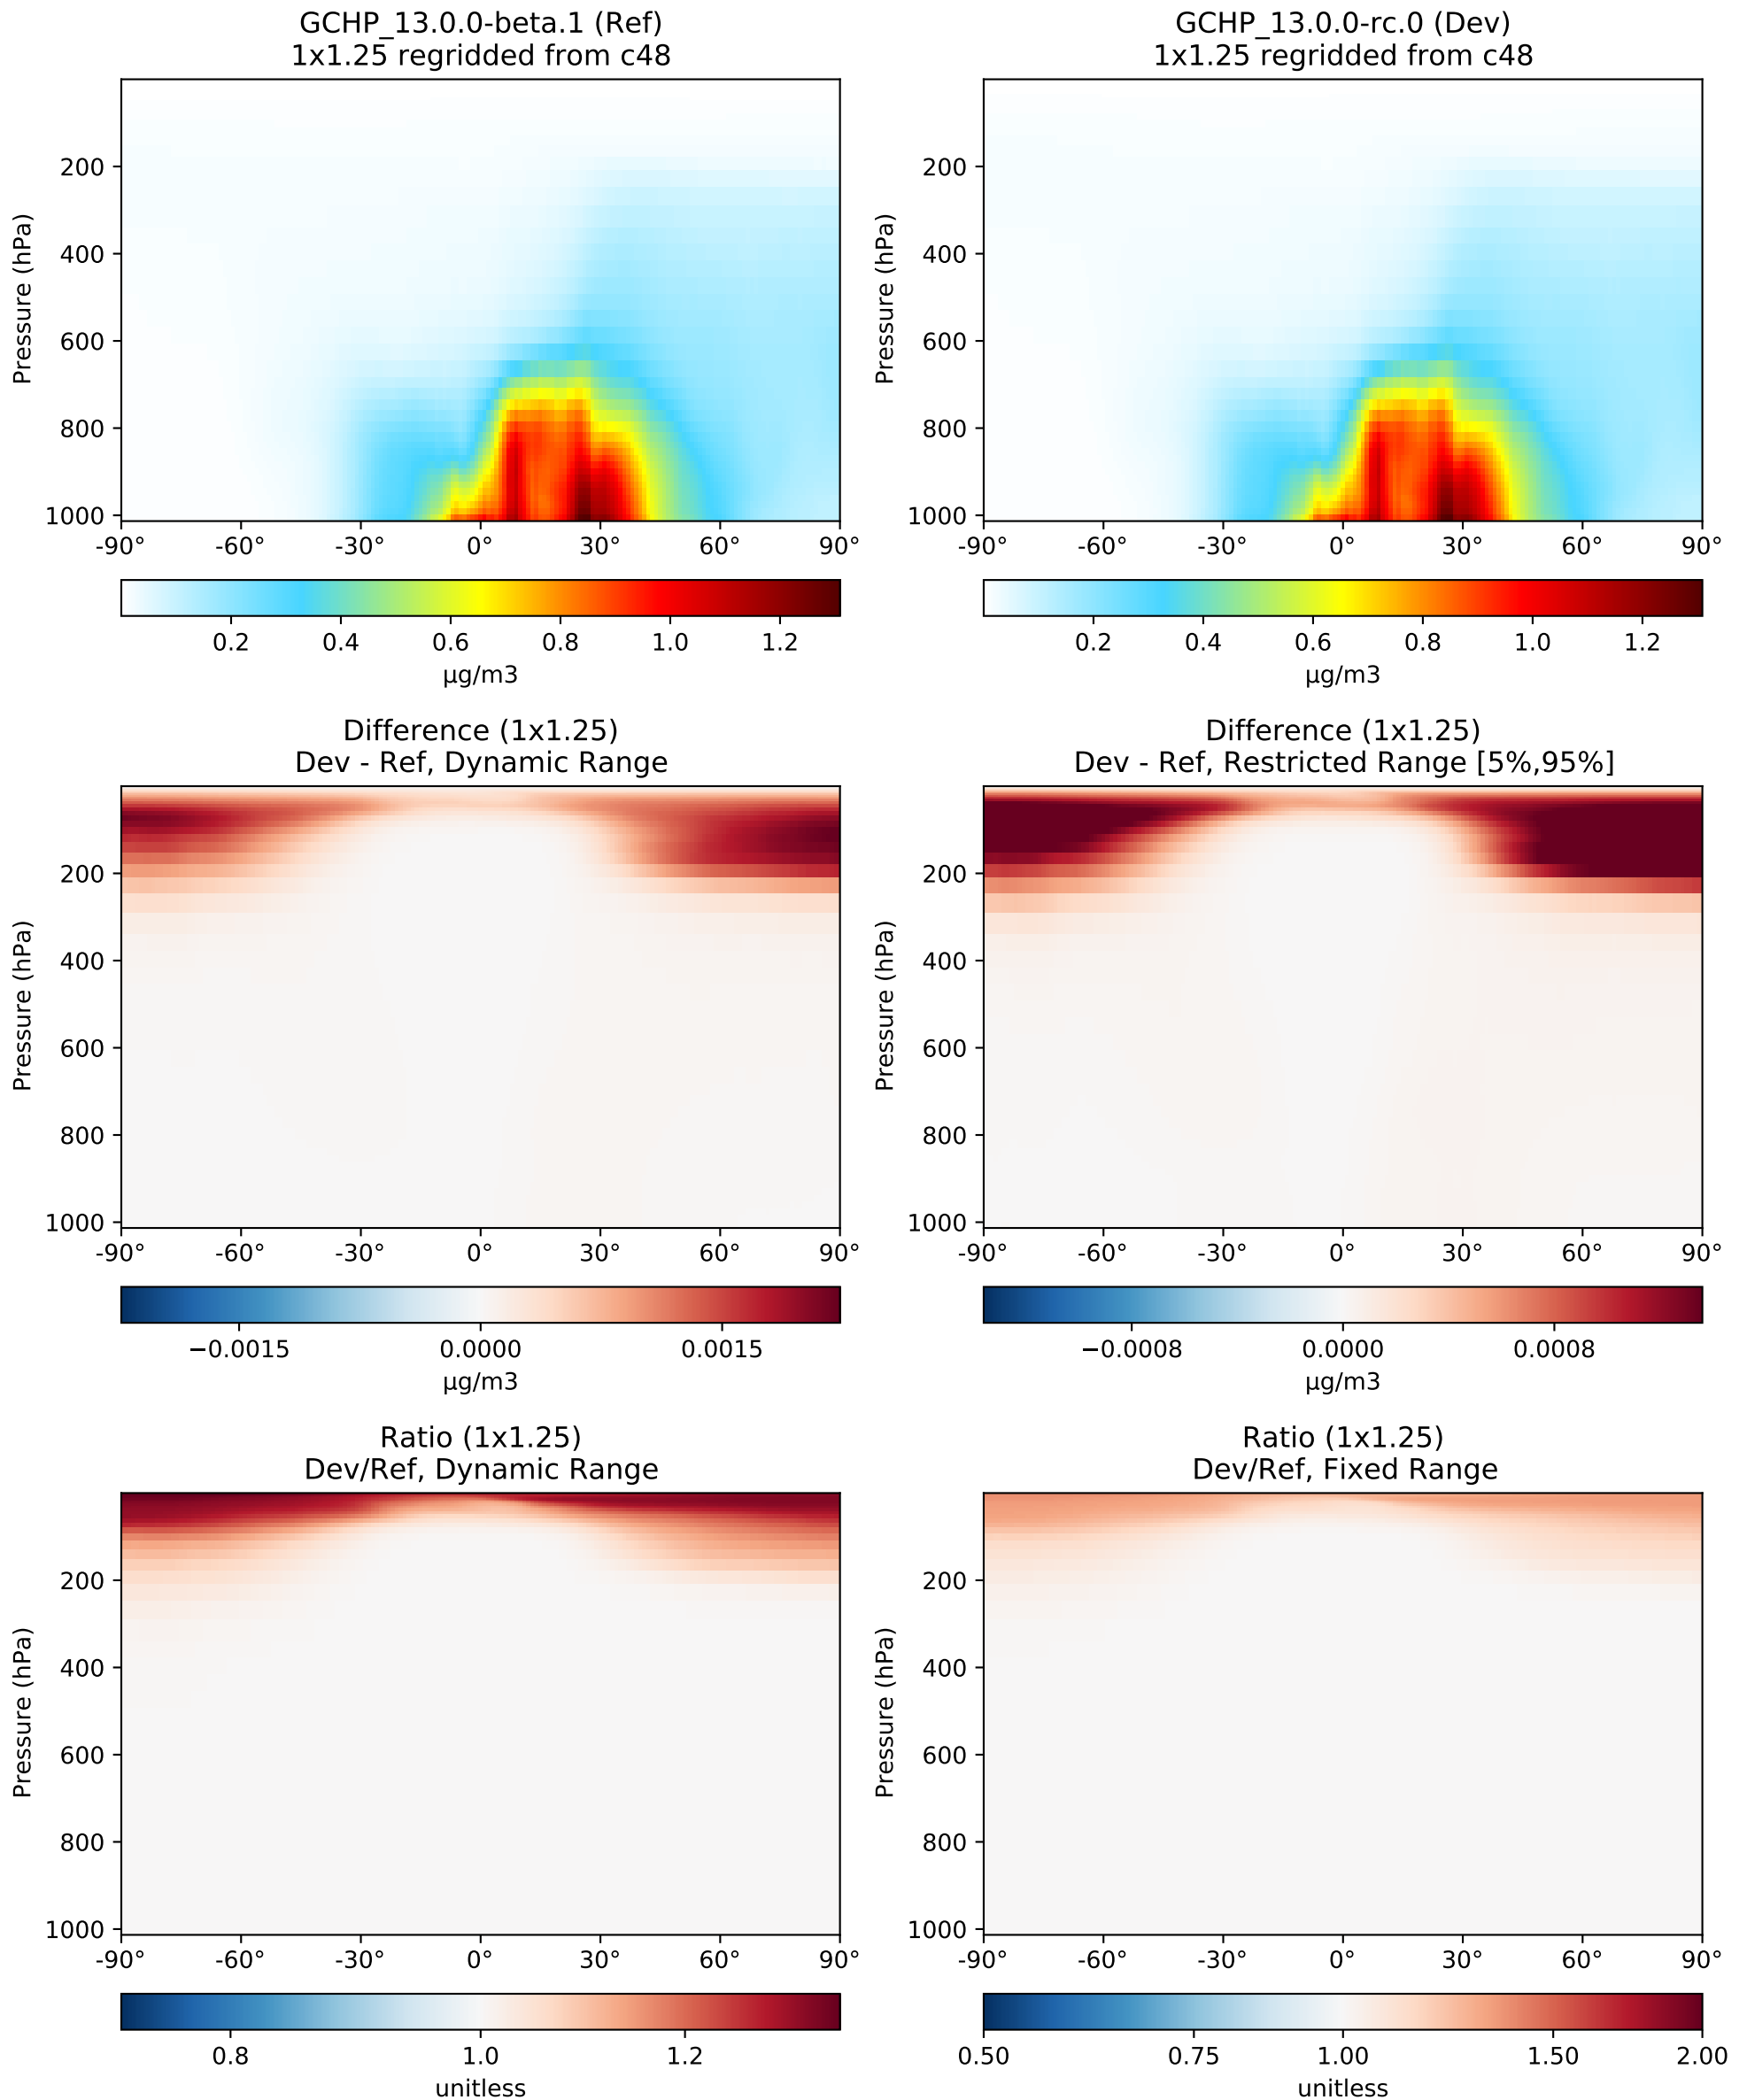 GCHP_13.0.0-beta.1 (Ref)
1x1.25 regridded from c48
GCHP_13.0.0-rc.0 (Dev)
1x1.25 regridded from c48
Pressure (hPa)
200
400
600
800
1000
-90° -60° -30° 0° 30° 60° 90°
0.2 0.4 0.6 0.8 1.0 1.2
µg/m3
Pressure (hPa)
200
400
600
800
1000
-90° -60° -30° 0° 30° 60° 90°
0.2 0.4 0.6 0.8 1.0 1.2
µg/m3
Difference (1x1.25)
Dev - Ref, Dynamic Range
Difference (1x1.25)
Dev - Ref, Restricted Range [5%,95%]
Pressure (hPa)
200
400
600
800
1000
-90° -60° -30° 0° 30° 60° 90°
−0.0015 0.0000 0.0015
µg/m3
Pressure (hPa)
200
400
600
800
1000
-90° -60° -30° 0° 30° 60° 90°
−0.0008 0.0000 0.0008
µg/m3
Ratio (1x1.25)
Dev/Ref, Dynamic Range
Ratio (1x1.25)
Dev/Ref, Fixed Range
Pressure (hPa)
200
400
600
800
1000
-90° -60° -30° 0° 30° 60° 90°
0.8 1.0 1.2
unitless
Pressure (hPa)
200
400
600
800
1000
-90° -60° -30° 0° 30° 60° 90°
0.50 0.75 1.00 1.50 2.00
unitless